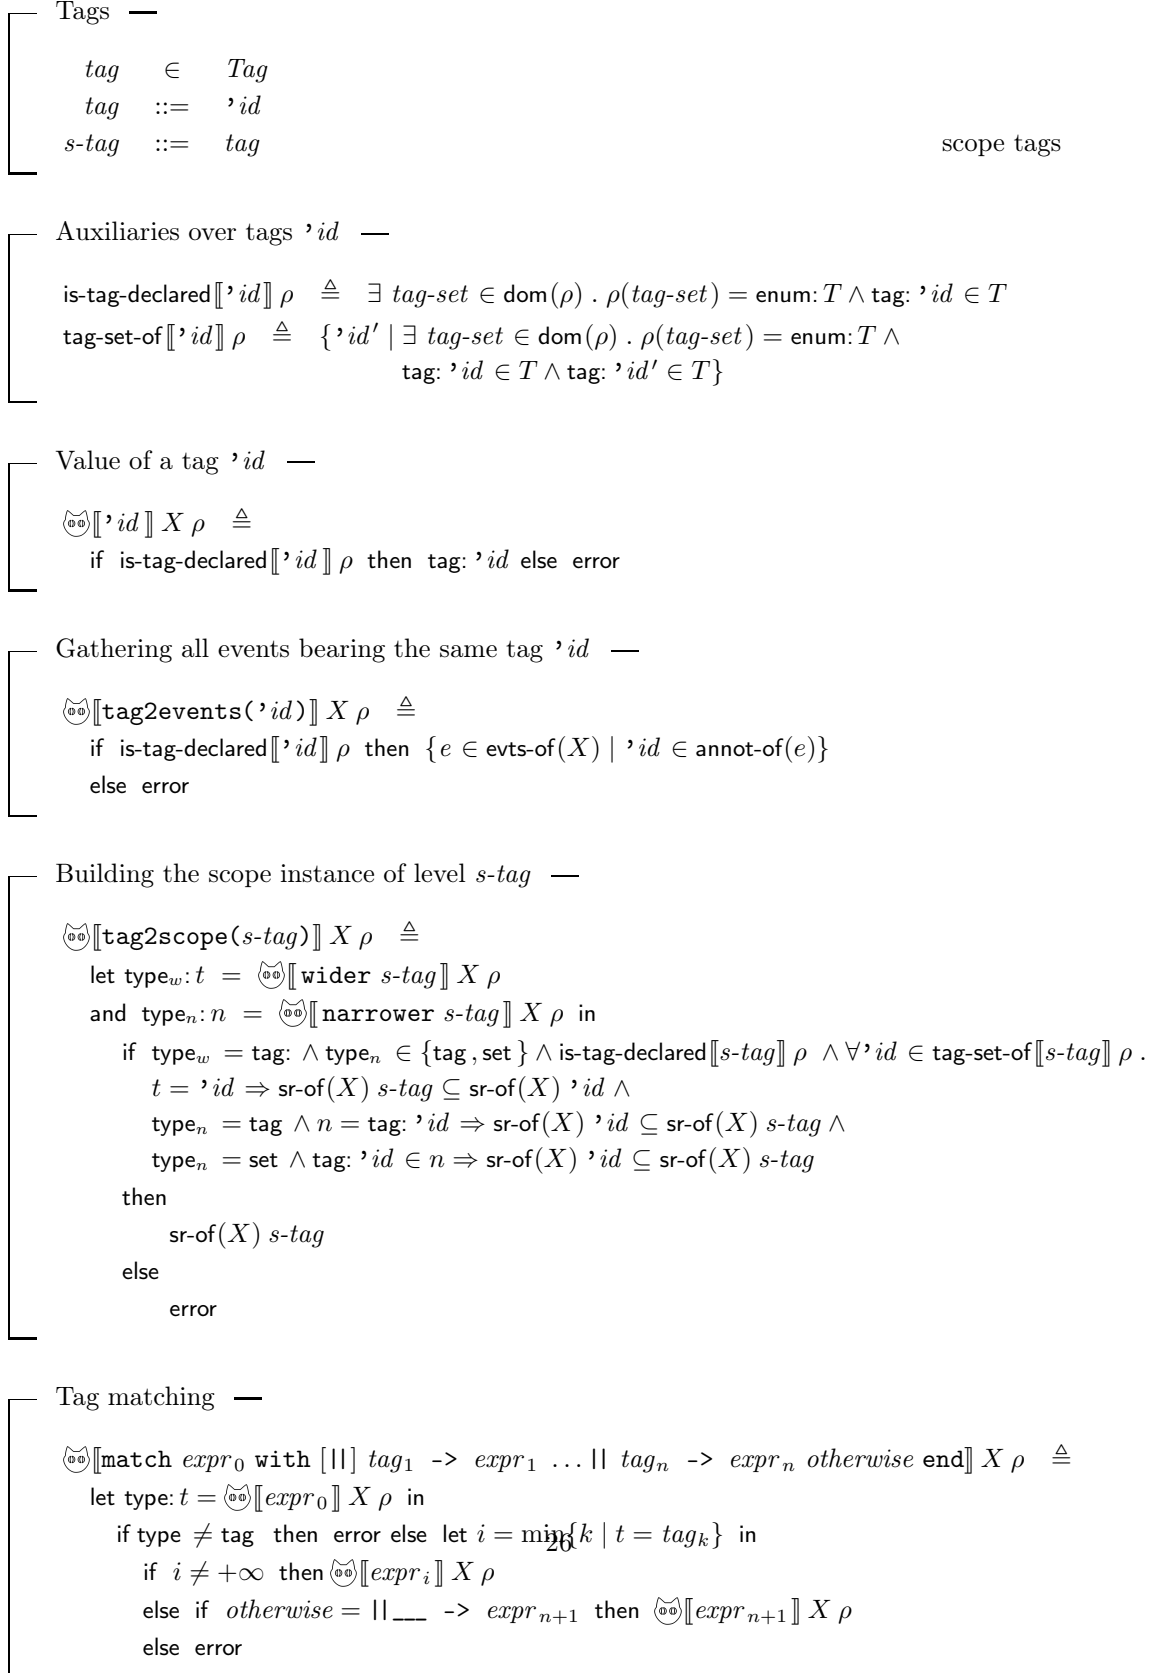 Tags
tag ∈ Tag
tag ::= 'id
s-tag ::= tag scope tags
Auxiliaries over tags 'id
is-tag-declared⟦'id⟧ ρ ≜ ∃ tag-set ∈ dom(ρ) . ρ(tag-set) = enum: T ∧ tag: 'id ∈ T
tag-set-of⟦'id⟧ ρ ≜ {'id′ | ∃ tag-set ∈ dom(ρ) . ρ(tag-set) = enum: T ∧
tag: 'id ∈ T ∧ tag: 'id′ ∈ T}
Value of a tag 'id
⟦'id⟧ X ρ ≜
if is-tag-declared⟦'id⟧ ρ then tag: 'id else error
Gathering all events bearing the same tag 'id
⟦tag2events('id)⟧ X ρ ≜
if is-tag-declared⟦'id⟧ ρ then {e ∈ evts-of(X) | 'id ∈ annot-of(e)}
else error
Building the scope instance of level s-tag
⟦tag2scope(s-tag)⟧ X ρ ≜
let type_w: t = ⟦wider s-tag⟧ X ρ
and type_n: n = ⟦narrower s-tag⟧ X ρ in
if type_w = tag: ∧ type_n ∈ {tag, set} ∧ is-tag-declared⟦s-tag⟧ ρ ∧ ∀'id ∈ tag-set-of⟦s-tag⟧ ρ .
t = 'id ⇒ sr-of(X) s-tag ⊆ sr-of(X) 'id ∧
type_n = tag ∧ n = tag: 'id ⇒ sr-of(X) 'id ⊆ sr-of(X) s-tag ∧
type_n = set ∧ tag: 'id ∈ n ⇒ sr-of(X) 'id ⊆ sr-of(X) s-tag
then
sr-of(X) s-tag
else
error
Tag matching
⟦match expr_0 with [||] tag_1 -> expr_1 ... || tag_n -> expr_n otherwise end⟧ X ρ ≜
let type: t = ⟦expr_0⟧ X ρ in
if type ≠ tag then error else let i = min{k | t = tag_k} in
26
if i ≠ +∞ then ⟦expr_i⟧ X ρ
else if otherwise = ||___ -> expr_{n+1} then ⟦expr_{n+1}⟧ X ρ
else error